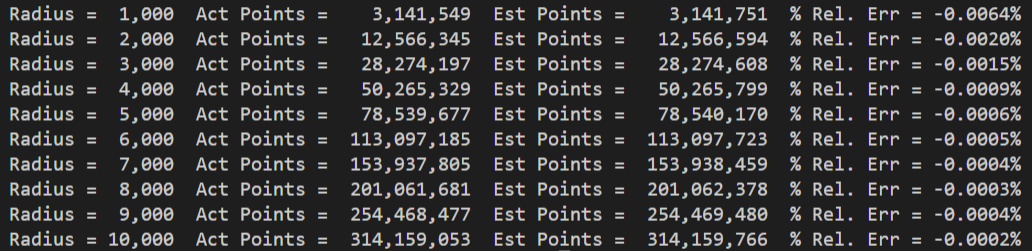 Radius =  1,000  Act Points =    3,141,549  Est Points =    3,141,751  % Rel. Err = -0.0064%
Radius =  2,000  Act Points =   12,566,345  Est Points =   12,566,594  % Rel. Err = -0.0020%
Radius =  3,000  Act Points =   28,274,197  Est Points =   28,274,608  % Rel. Err = -0.0015%
Radius =  4,000  Act Points =   50,265,329  Est Points =   50,265,799  % Rel. Err = -0.0009%
Radius =  5,000  Act Points =   78,539,677  Est Points =   78,540,170  % Rel. Err = -0.0006%
Radius =  6,000  Act Points =  113,097,185  Est Points =  113,097,723  % Rel. Err = -0.0005%
Radius =  7,000  Act Points =  153,937,805  Est Points =  153,938,459  % Rel. Err = -0.0004%
Radius =  8,000  Act Points =  201,061,681  Est Points =  201,062,378  % Rel. Err = -0.0003%
Radius =  9,000  Act Points =  254,468,477  Est Points =  254,469,480  % Rel. Err = -0.0004%
Radius = 10,000  Act Points =  314,159,053  Est Points =  314,159,766  % Rel. Err = -0.0002%